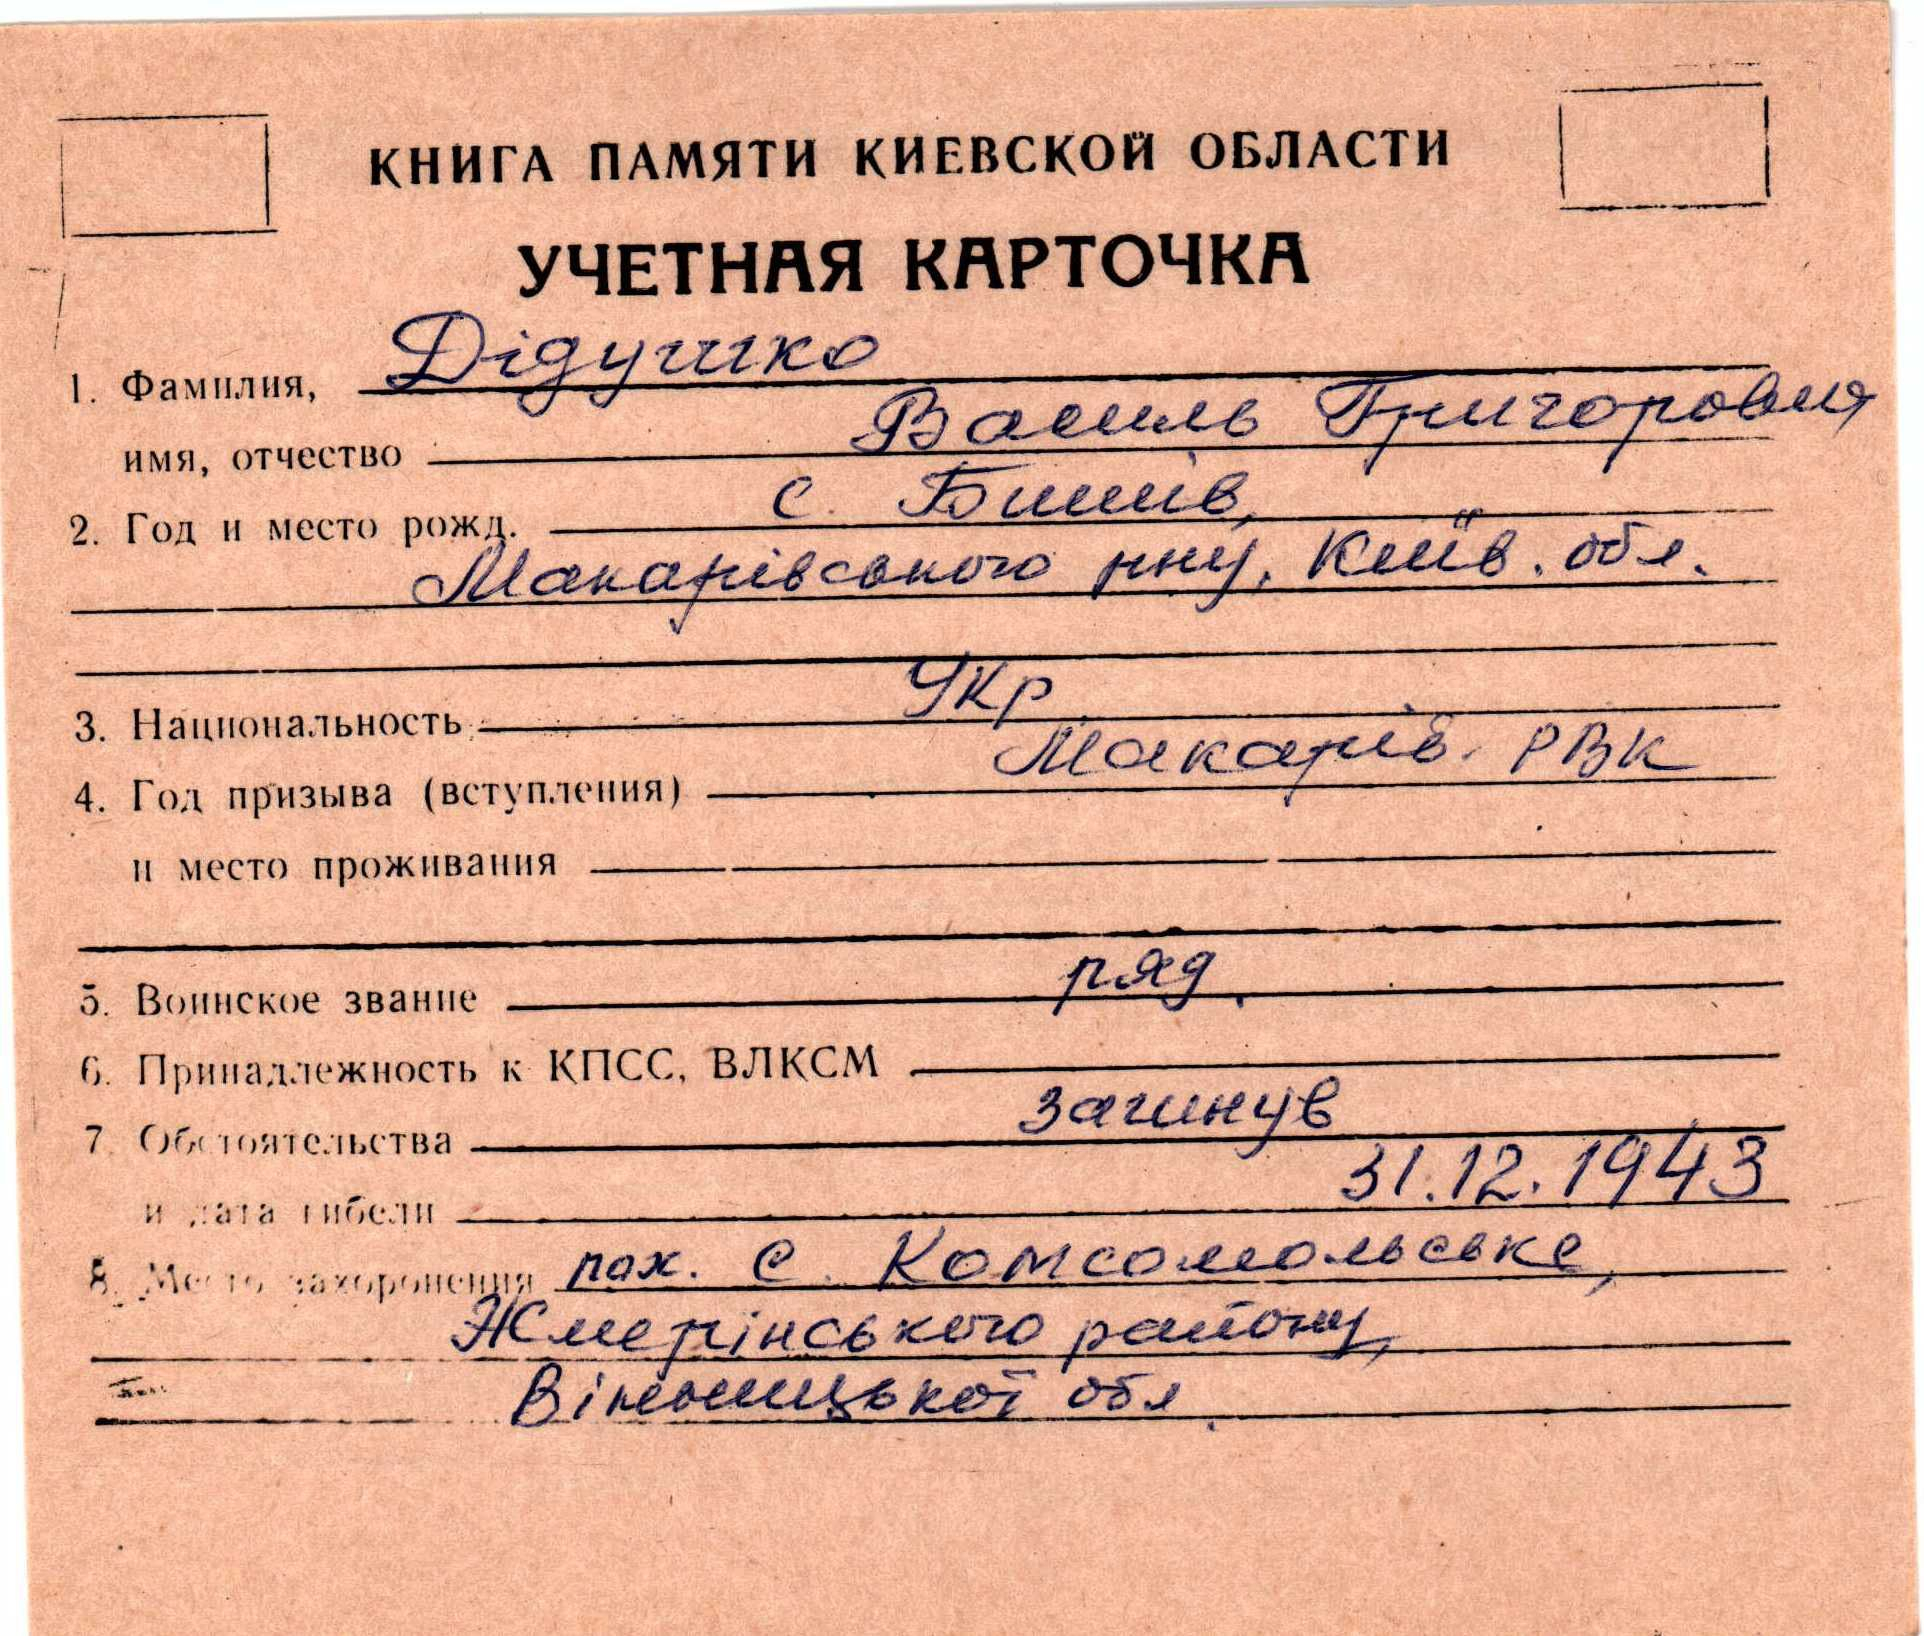 КНИГА ПАМЯТИ КИЕВСКОЙ ОБЛАСТИ
УЧЕТНАЯ КАРТОЧКА
1. Фамилия, Дідушко
имя, отчество Василь Григорович
2. Год и место рожд. с. Бишів,
Макарівського рну, Київ. обл.
3. Национальность Укр
4. Год призыва (вступления) Макарів. РВК
и место проживания
5. Воинское звание ряд.
6. Принадлежность к КПСС, ВЛКСМ
7. Обстоятельства загинув
и дата гибели 31.12.1943
8. Место захоронения пох. с. Комсомольське,
Жмерінського району,
Вінницької обл.